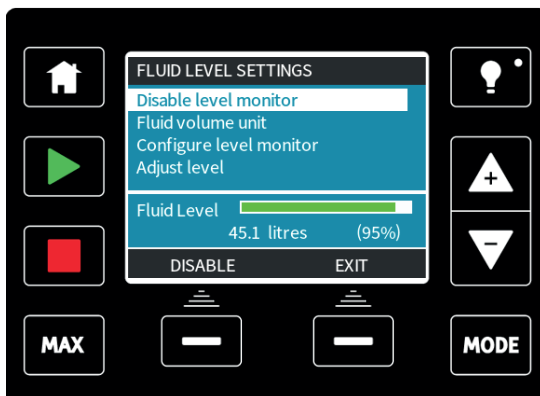 FLUID LEVEL SETTINGS
Disable level monitor
Fluid volume unit
Configure level monitor
Adjust level
Fluid Level
45.1 litres (95%)
DISABLE EXIT
MAX
MODE